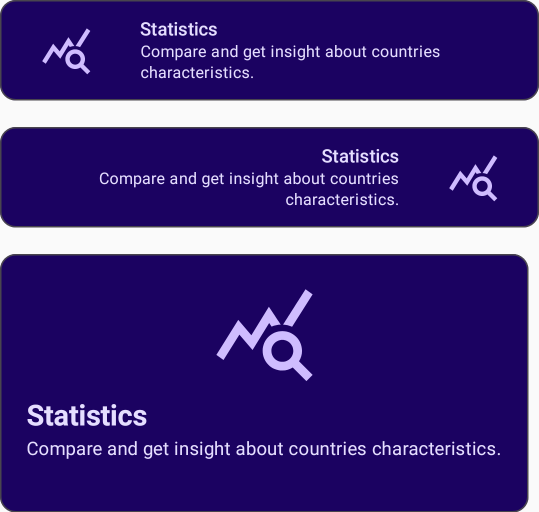 Statistics
Compare and get insight about countries
characteristics.
Statistics
Compare and get insight about countries
characteristics.
Statistics
Compare and get insight about countries characteristics.